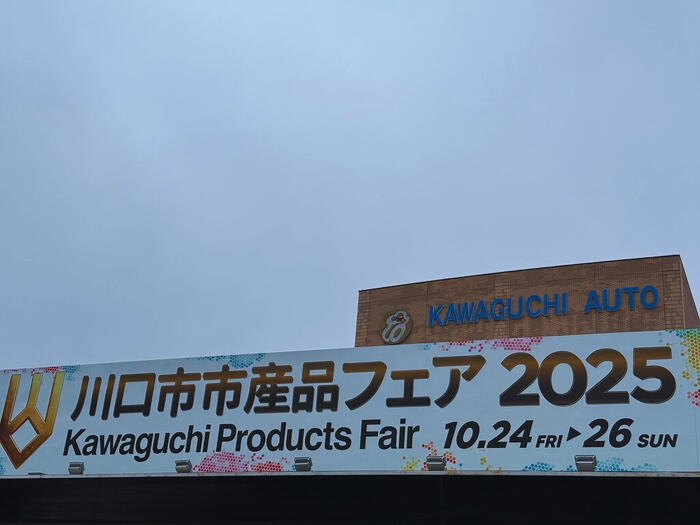 KAWAGUCHI AUTO
川口市市産品フェア 2025
Kawaguchi Products Fair 10.24 FRI ▶ 26 SUN